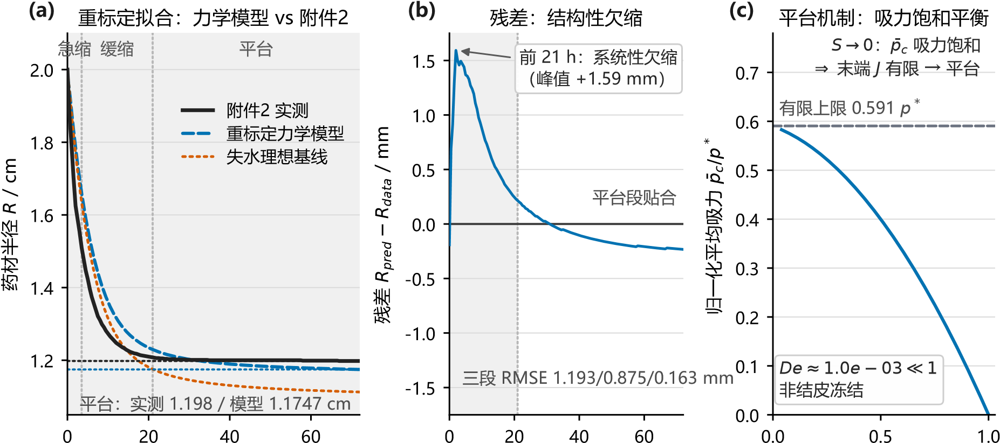 (a)
重标定拟合：力学模型 vs 附件2
急缩 缓缩 平台
附件2 实测
重标定力学模型
失水理想基线
平台：实测 1.198 / 模型 1.1747 cm
药材半径 R / cm
2.0
1.8
1.6
1.4
1.2
0 20 40 60
(b)
残差：结构性欠缩
前 21 h：系统性欠缩
（峰值 +1.59 mm）
平台段贴合
三段 RMSE 1.193/0.875/0.163 mm
残差 R_pred − R_data / mm
1.5
1.0
0.5
0.0
-0.5
-1.0
-1.5
0 20 40 60
(c)
平台机制：吸力饱和平衡
S → 0：p̄_c 吸力饱和
⇒ 末端 J 有限 → 平台
有限上限 0.591 p*
De ≈ 1.0e − 03 ≪ 1
非结皮冻结
归一化平均吸力 p̄_c/p*
0.7
0.6
0.5
0.4
0.3
0.2
0.1
0.0
0.0 0.5 1.0